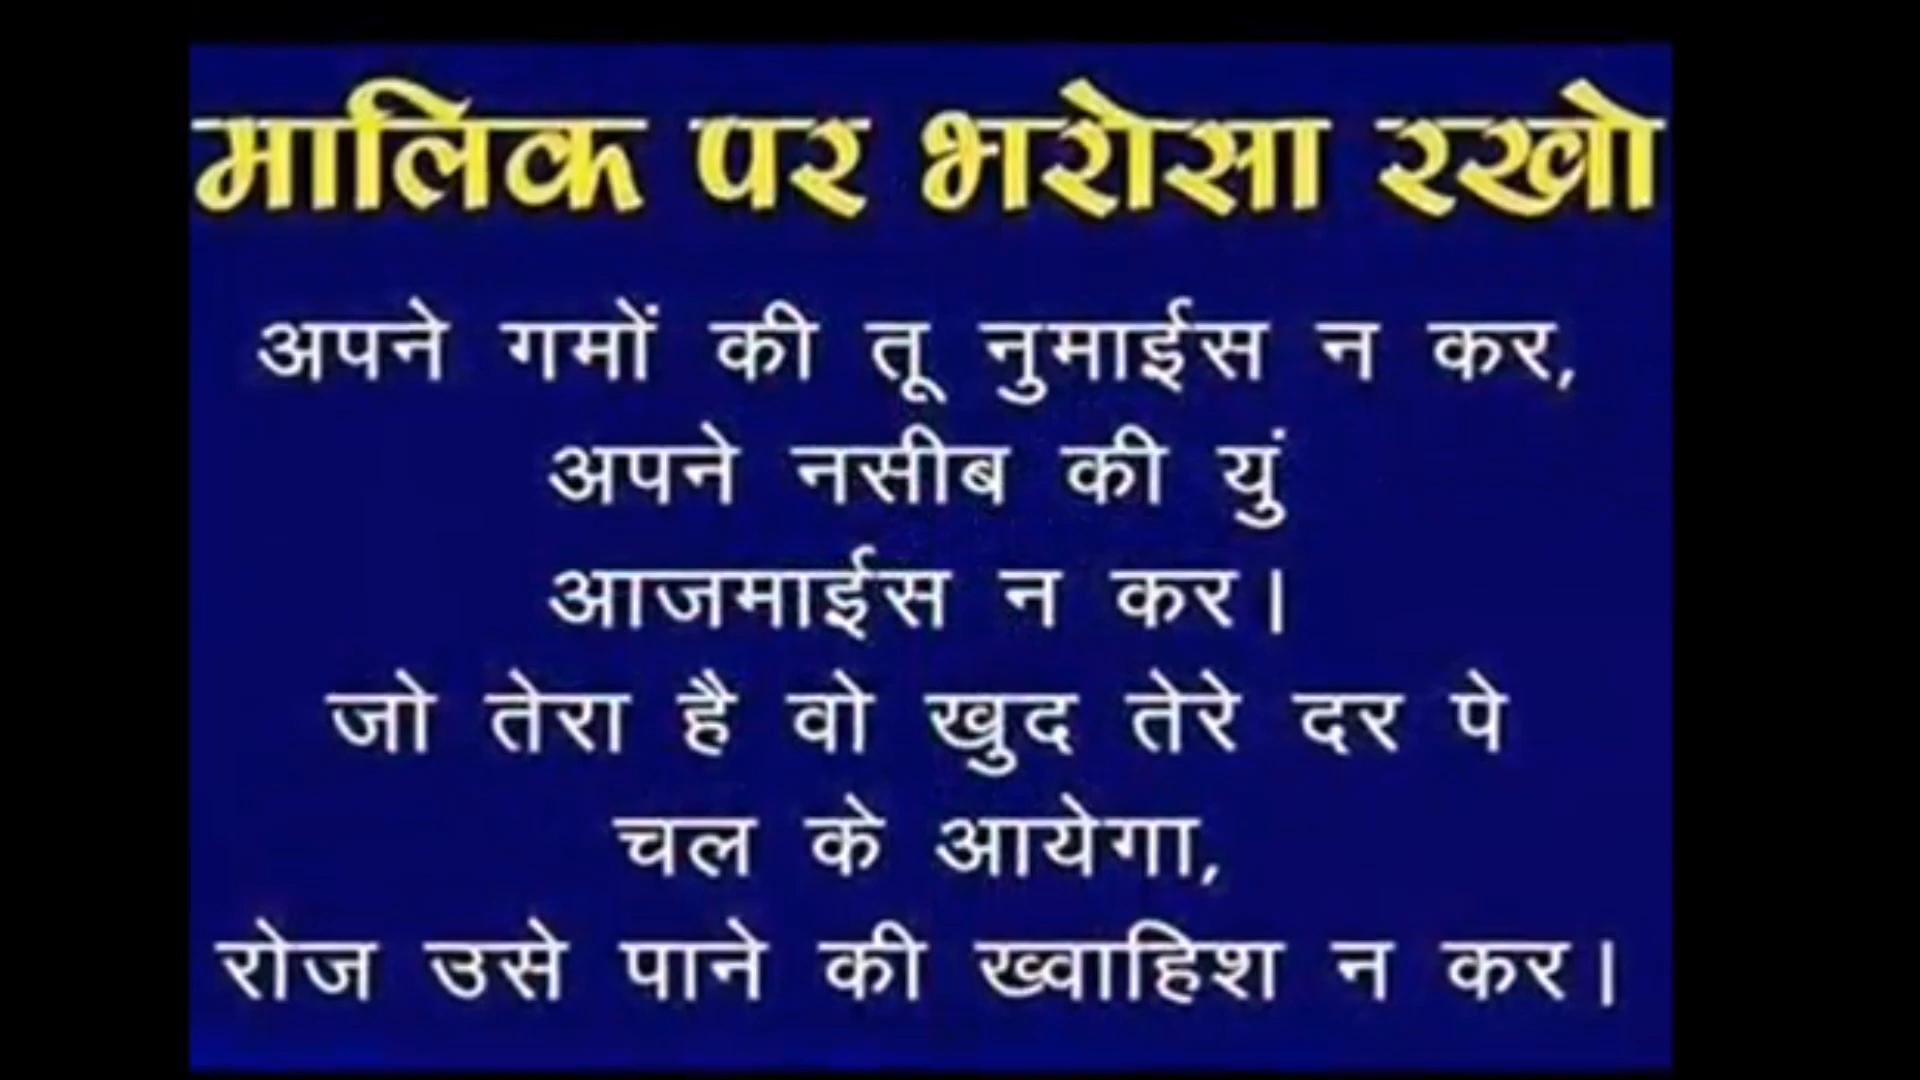 मालिक पर भरोसा रखो
अपने गमों की तू नुमाईस न कर,
अपने नसीब की युं
आजमाईस न कर।
जो तेरा है वो खुद तेरे दर पे
चल के आयेगा,
रोज उसे पाने की ख्वाहिश न कर।